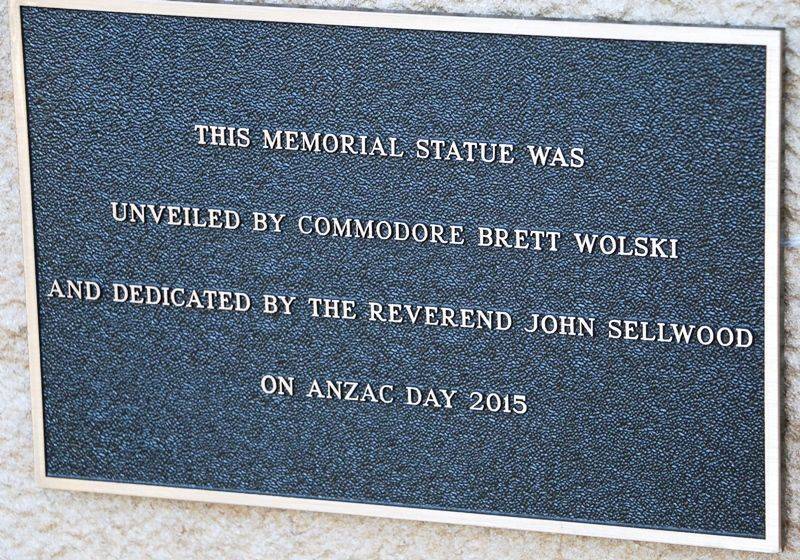 THIS MEMORIAL STATUE WAS
UNVEILED BY COMMODORE BRETT WOLSKI
AND DEDICATED BY THE REVEREND JOHN SELLWOOD
ON ANZAC DAY 2015